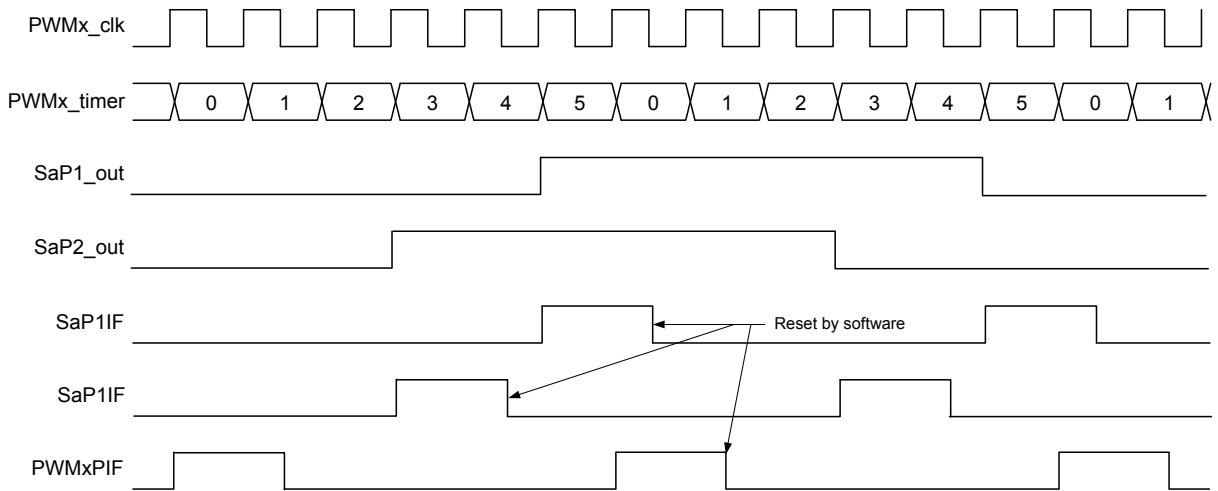 PWMx_clk
PWMx_timer 0 1 2 3 4 5 0 1 2 3 4 5 0 1
SaP1_out
SaP2_out
SaP1IF Reset by software
SaP1IF
PWMxPIF